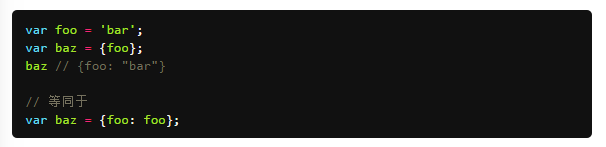 var foo = 'bar';
var baz = {foo};
baz // {foo: "bar"}
// 等同于
var baz = {foo: foo};